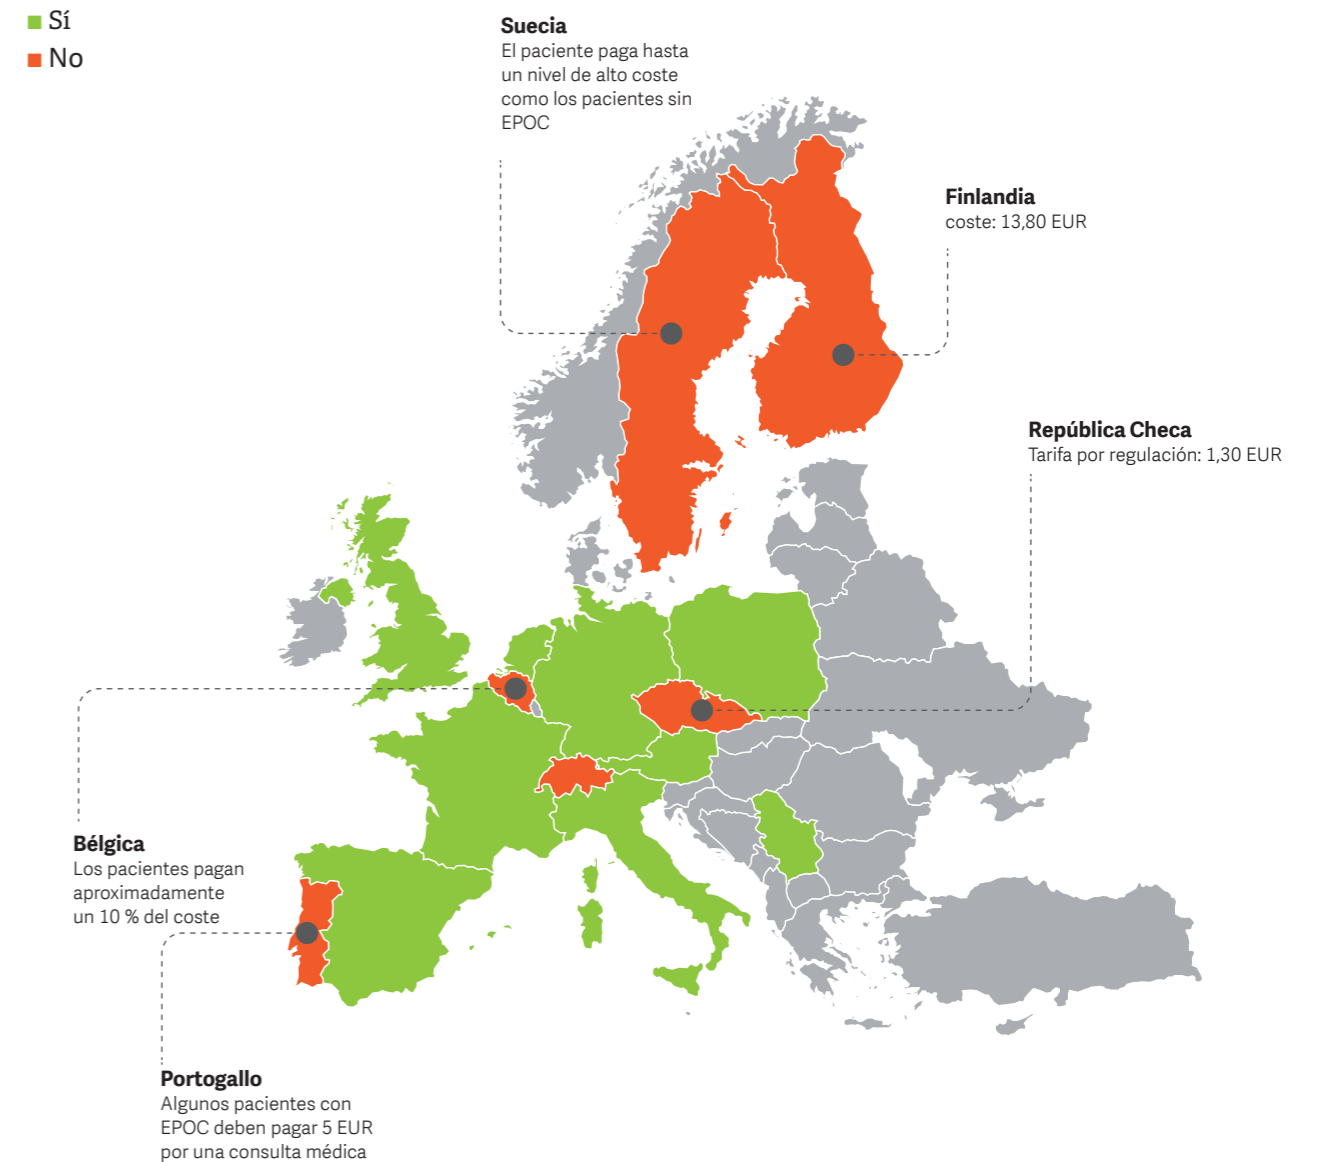 Sí
No
Suecia
El paciente paga hasta
un nivel de alto coste
como los pacientes sin
EPOC
Finlandia
coste: 13,80 EUR
República Checa
Tarifa por regulación: 1,30 EUR
Bélgica
Los pacientes pagan
aproximadamente
un 10 % del coste
Portogallo
Algunos pacientes con
EPOC deben pagar 5 EUR
por una consulta médica